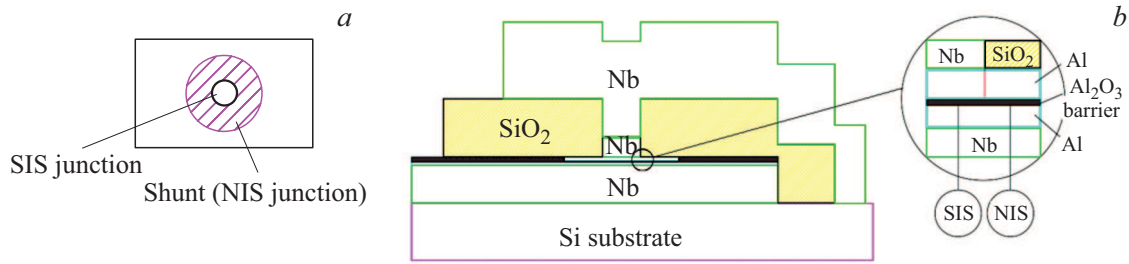 a
SIS junction
Shunt (NIS junction)
Nb
SiO₂
Nb
Nb
Si substrate
b
Nb
SiO₂
Al
Al₂O₃
barrier
Al
Nb
SIS
NIS